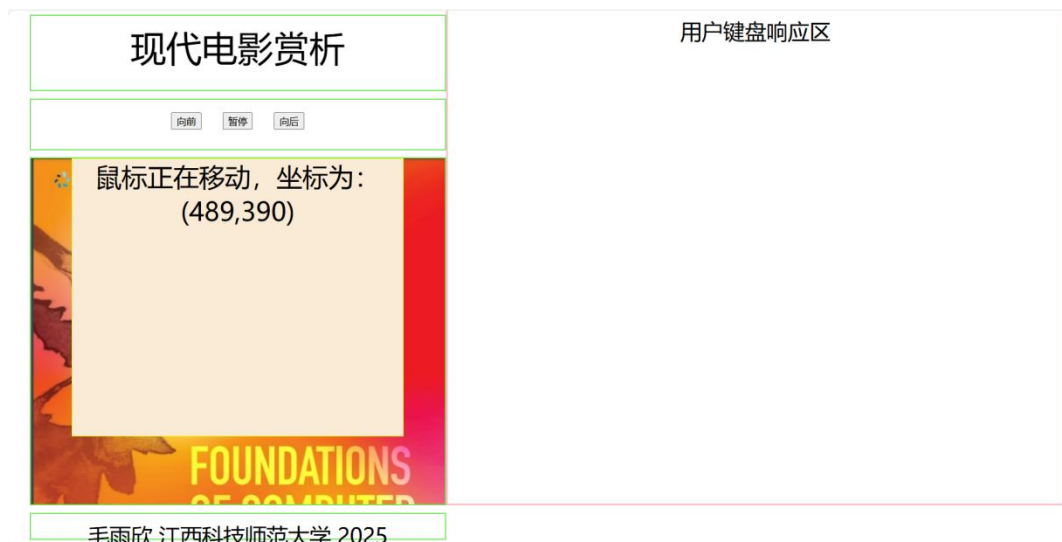 现代电影赏析
用户键盘响应区
向前 暂停 向后
鼠标正在移动，坐标为：
(489,390)
FOUNDATIONS
OF COMPUTER
毛雨欣 江西科技师范大学 2025